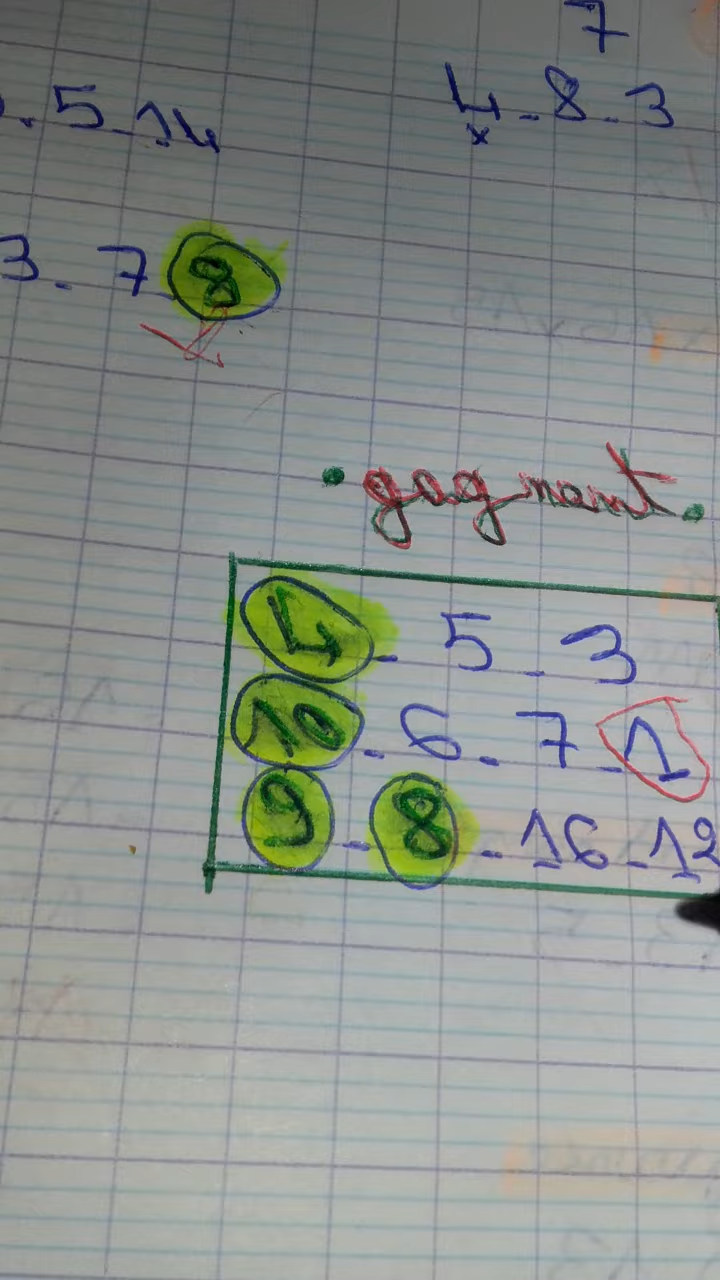 7
. 5 - 14
4 - 8 - 3
x
3 - 7 8
. gagnant .
4 - 5 - 3
10 - 6 - 7 - 1
9 - 8 - 16 - 12